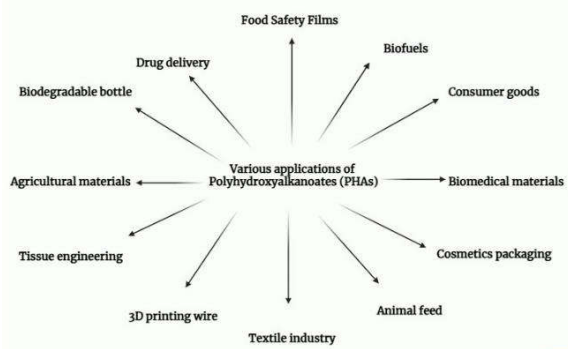 Food Safety Films
Biofuels
Drug delivery
Consumer goods
Biodegradable bottle
Various applications of
Polyhydroxyalkanoates (PHAs)
Agricultural materials
Biomedical materials
Tissue engineering
Cosmetics packaging
3D printing wire
Animal feed
Textile industry